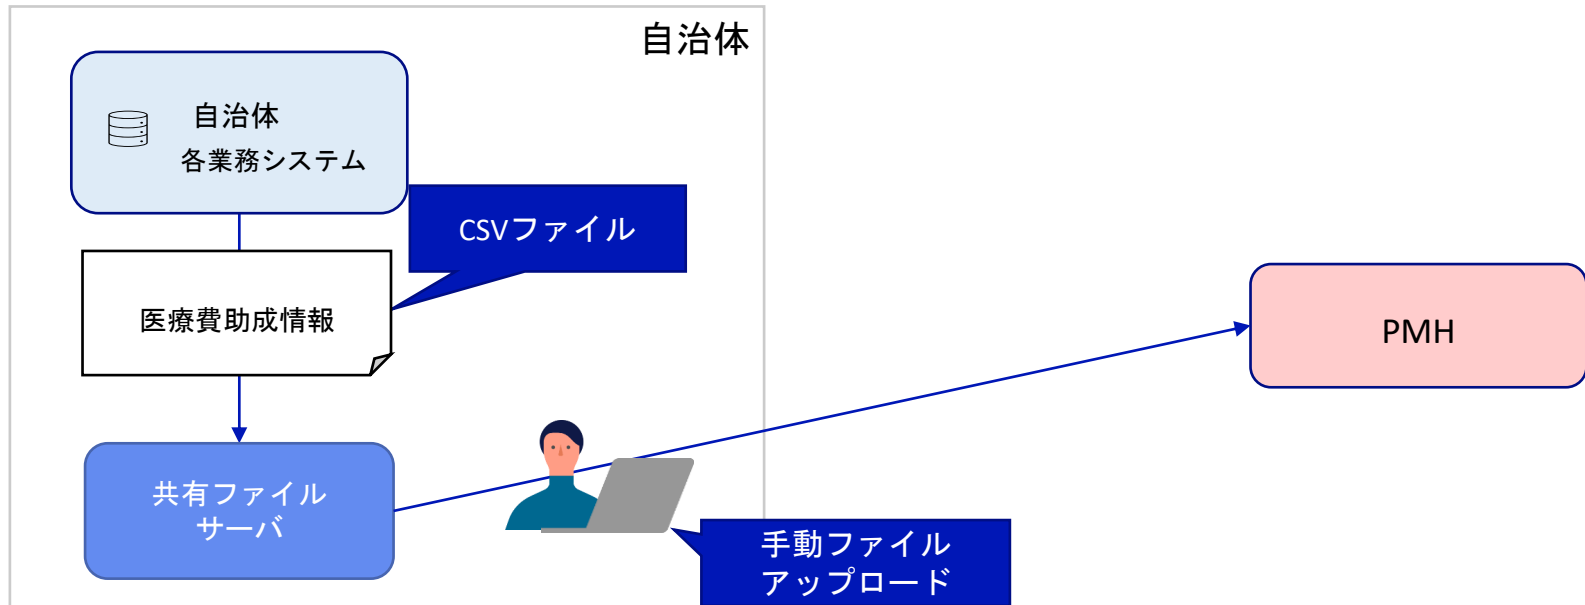 自治体
自治体
各業務システム
CSVファイル
医療費助成情報
PMH
共有ファイル
サーバ
手動ファイル
アップロード